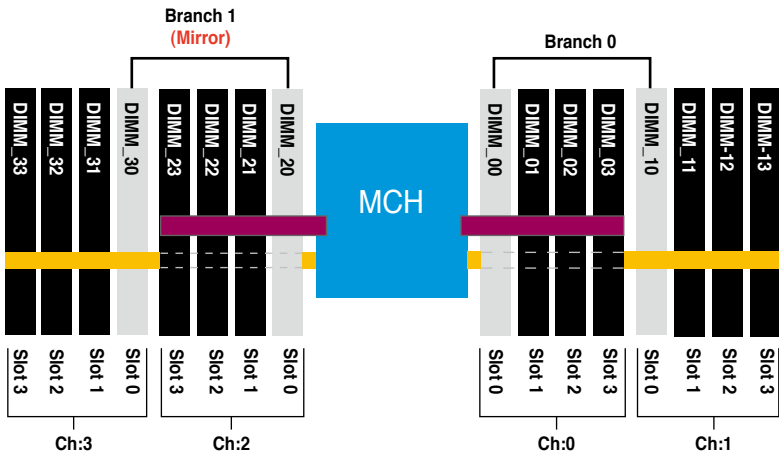 Branch 1
(Mirror)
Branch 0
DIMM_33
DIMM_32
DIMM_31
DIMM_30
DIMM_23
DIMM_22
DIMM_21
DIMM_20
MCH
DIMM_00
DIMM_01
DIMM_02
DIMM_03
DIMM_10
DIMM_11
DIMM-12
DIMM-13
Slot 3
Slot 2
Slot 1
Slot 0
Slot 3
Slot 2
Slot 1
Slot 0
Slot 0
Slot 1
Slot 2
Slot 3
Slot 0
Slot 1
Slot 2
Slot 3
Ch:3
Ch:2
Ch:0
Ch:1